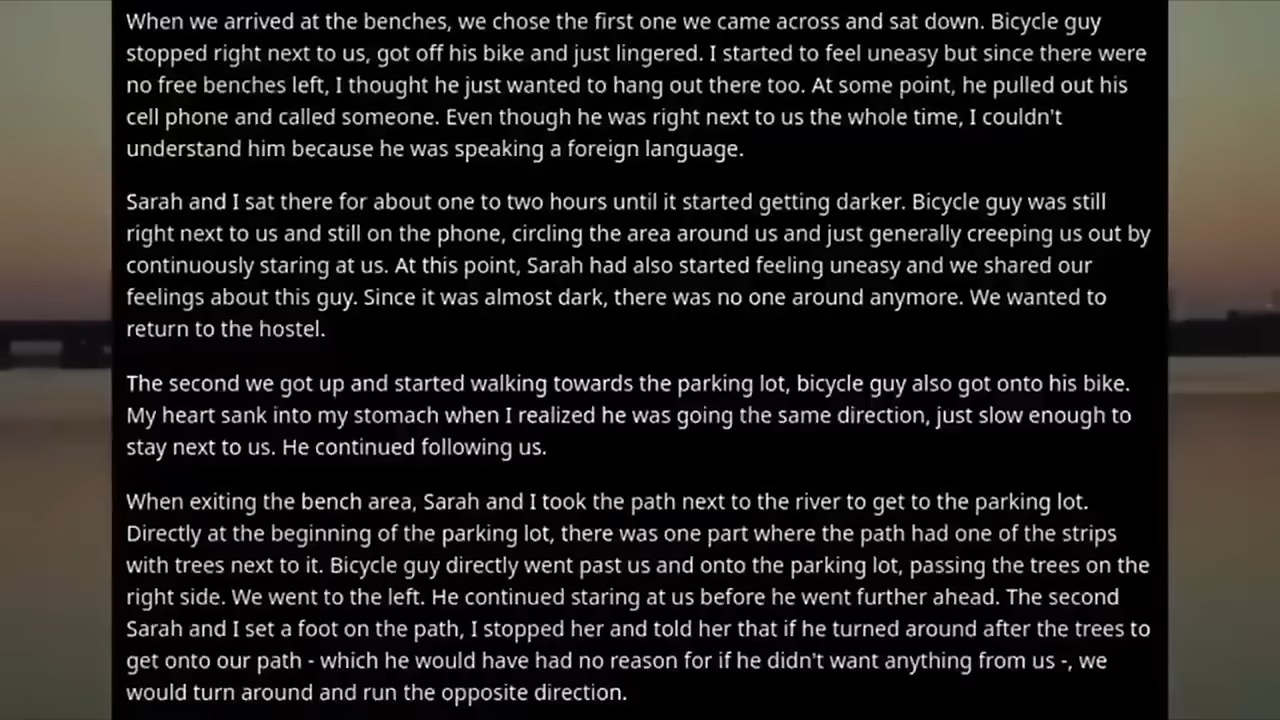 When we arrived at the benches, we chose the first one we came across and sat down. Bicycle guy
stopped right next to us, got off his bike and just lingered. I started to feel uneasy but since there were
no free benches left, I thought he just wanted to hang out there too. At some point, he pulled out his
cell phone and called someone. Even though he was right next to us the whole time, I couldn't
understand him because he was speaking a foreign language.
Sarah and I sat there for about one to two hours until it started getting darker. Bicycle guy was still
right next to us and still on the phone, circling the area around us and just generally creeping us out by
continuously staring at us. At this point, Sarah had also started feeling uneasy and we shared our
feelings about this guy. Since it was almost dark, there was no one around anymore. We wanted to
return to the hostel.
The second we got up and started walking towards the parking lot, bicycle guy also got onto his bike.
My heart sank into my stomach when I realized he was going the same direction, just slow enough to
stay next to us. He continued following us.
When exiting the bench area, Sarah and I took the path next to the river to get to the parking lot.
Directly at the beginning of the parking lot, there was one part where the path had one of the strips
with trees next to it. Bicycle guy directly went past us and onto the parking lot, passing the trees on the
right side. We went to the left. He continued staring at us before he went further ahead. The second
Sarah and I set a foot on the path, I stopped her and told her that if he turned around after the trees to
get onto our path - which he would have had no reason for if he didn't want anything from us -, we
would turn around and run the opposite direction.